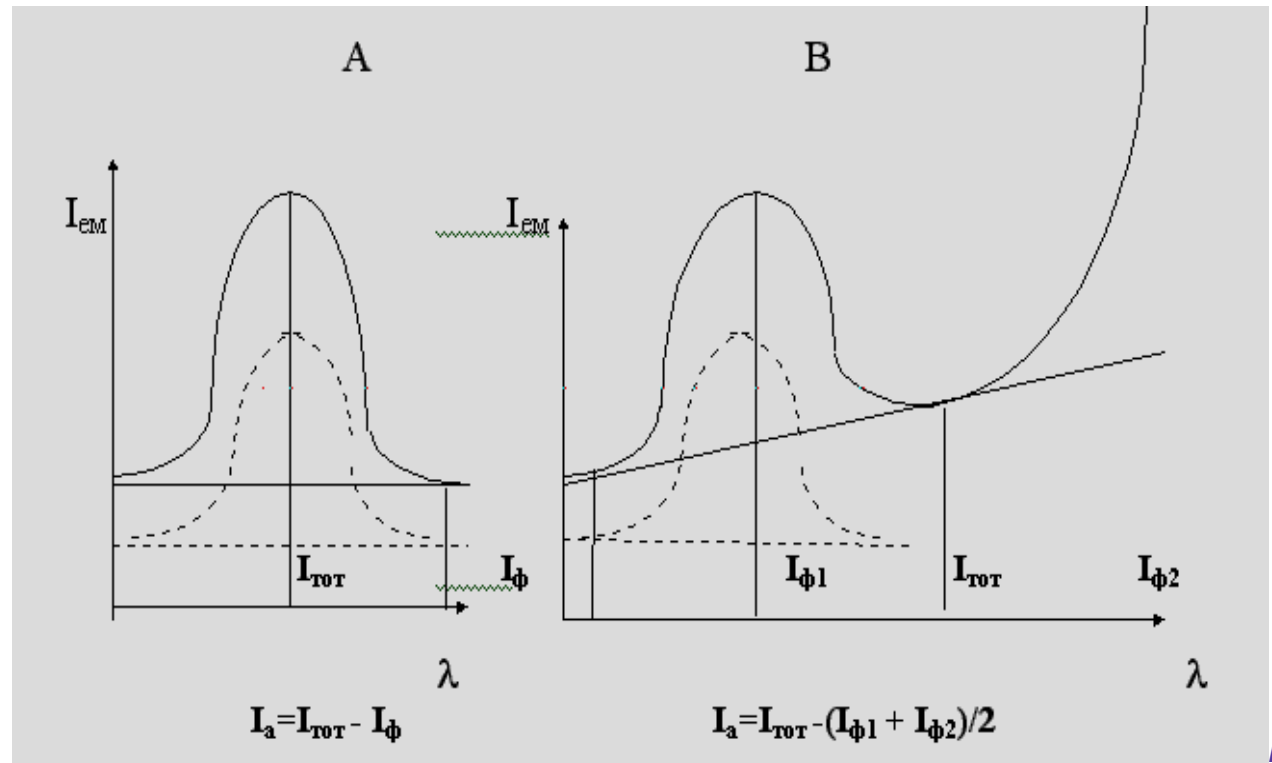 A
B
Iем
Iем
Iтот
Iф
Iф1
Iтот
Iф2
λ
λ
Iа=Iтот - Iф
Iа=Iтот -(Iф1 + Iф2)/2